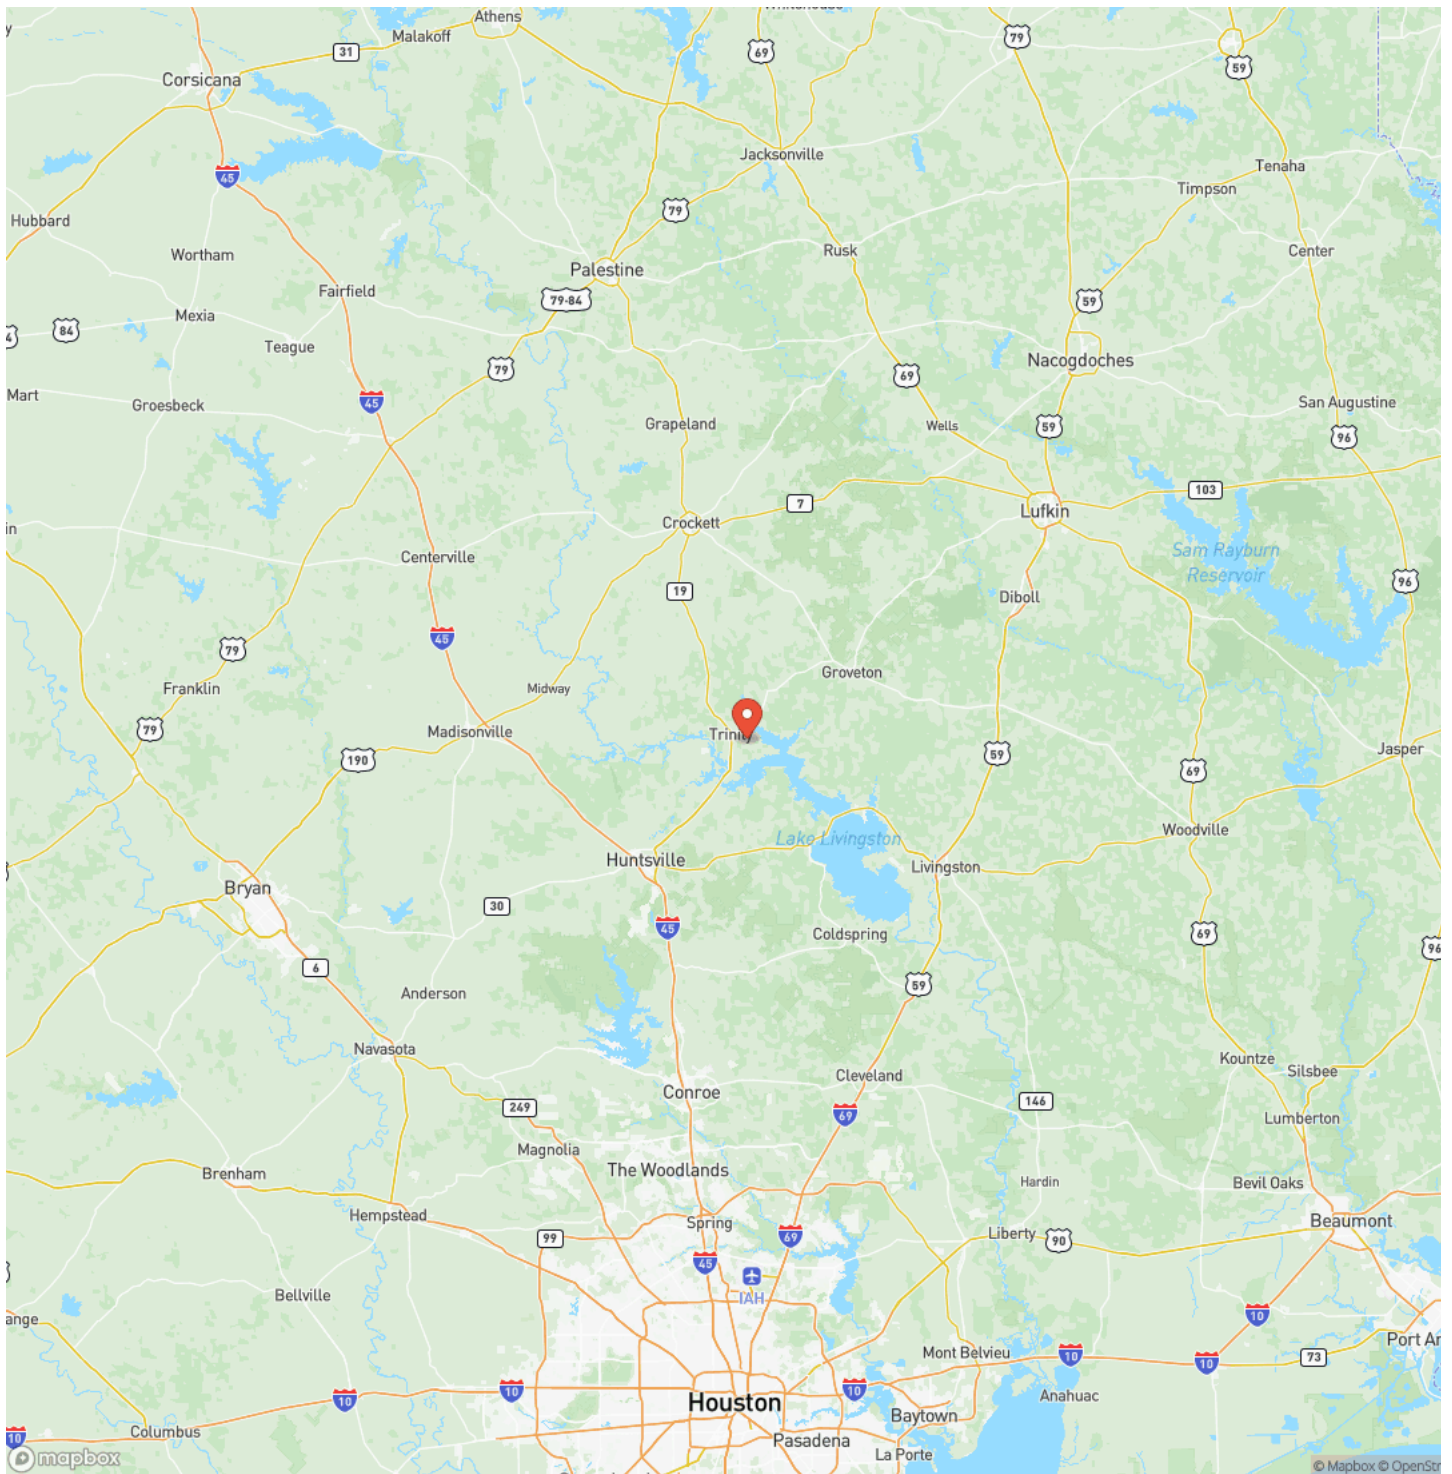 Athens
Malakoff
31
69
79
59
Corsicana
Jacksonville
45
Tenaha
Timpson
79
Hubbard
Wortham
Rusk
Center
Palestine
Fairfield
79-84
59
Mexia
84
Teague
Nacogdoches
79
69
Mart
45
Groesbeck
San Augustine
Grapeland
Wells
59
96
103
7
Lufkin
Crockett
Centerville
Sam Rayburn
Reservoir
96
19
Diboll
45
79
Groveton
Franklin
Midway
79
Madisonville
Trinity
190
59
Jasper
69
Woodville
Lake Livingston
Huntsville
Livingston
Bryan
30
45
Coldspring
69
96
6
59
Anderson
Navasota
Kountze
Silsbee
Cleveland
Conroe
249
69
146
Lumberton
Magnolia
The Woodlands
Brenham
Hardin
Bevil Oaks
Hempstead
Spring
Beaumont
99
69
Liberty
90
45
IAH
Bellville
10
ange
Port Ar
Mont Belvieu
10
10
73
10
10
10
Anahuac
Houston
Baytown
Columbus
10
Pasadena
La Porte
mapbox
© Mapbox © OpenStr